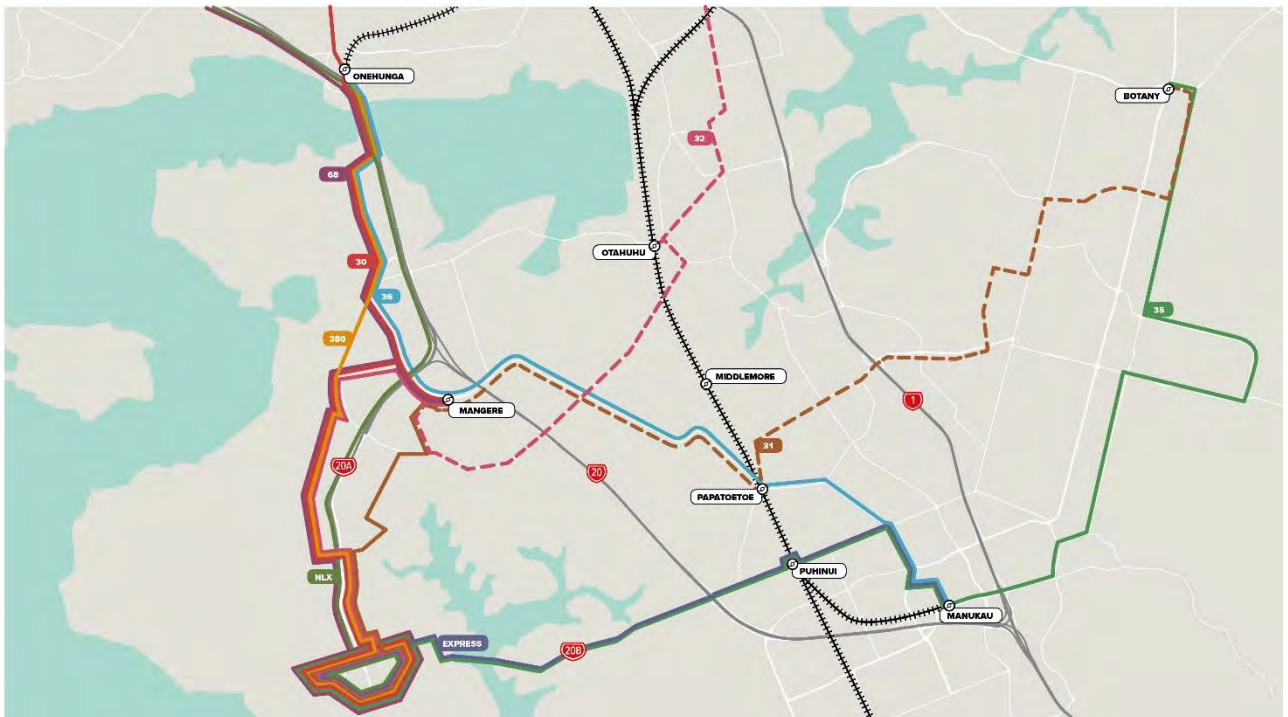 ONEHUNGA
BOTANY
32
68
OTAHUHU
30
36
35
380
MIDDLEMORE
1
MANGERE
31
20A
20
PAPATOETOE
PUHINUI
NLX
MANUKAU
EXPRESS
20B